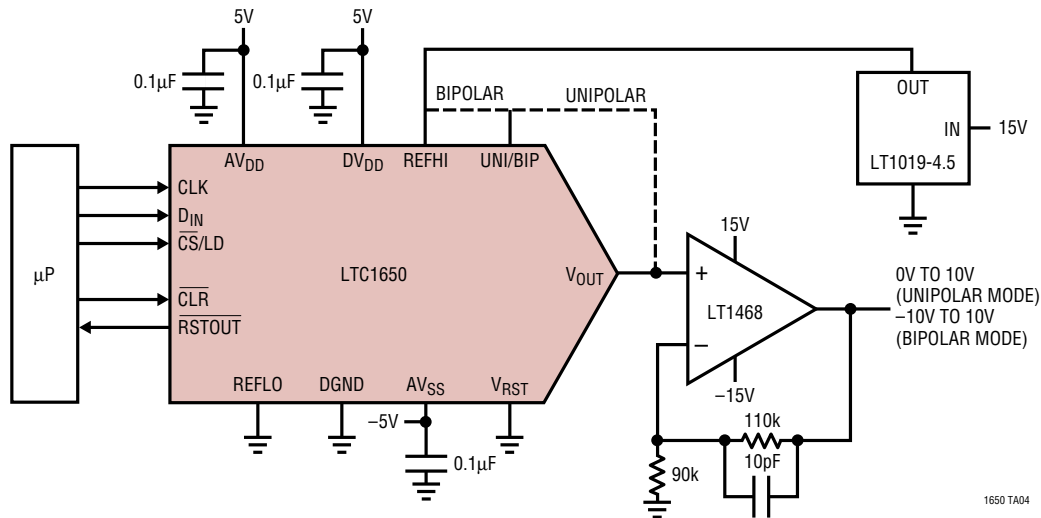 5V
5V
0.1µF
0.1µF
BIPOLAR
UNIPOLAR
OUT
IN
15V
LT1019-4.5
AVDD
DVDD
REFHI
UNI/BIP
µP
CLK
DIN
CS/LD
CLR
RSTOUT
LTC1650
VOUT
REFLO
DGND
AVSS
VRST
–5V
0.1µF
15V
+
LT1468
–
–15V
0V TO 10V
(UNIPOLAR MODE)
–10V TO 10V
(BIPOLAR MODE)
110k
10pF
90k
1650 TA04